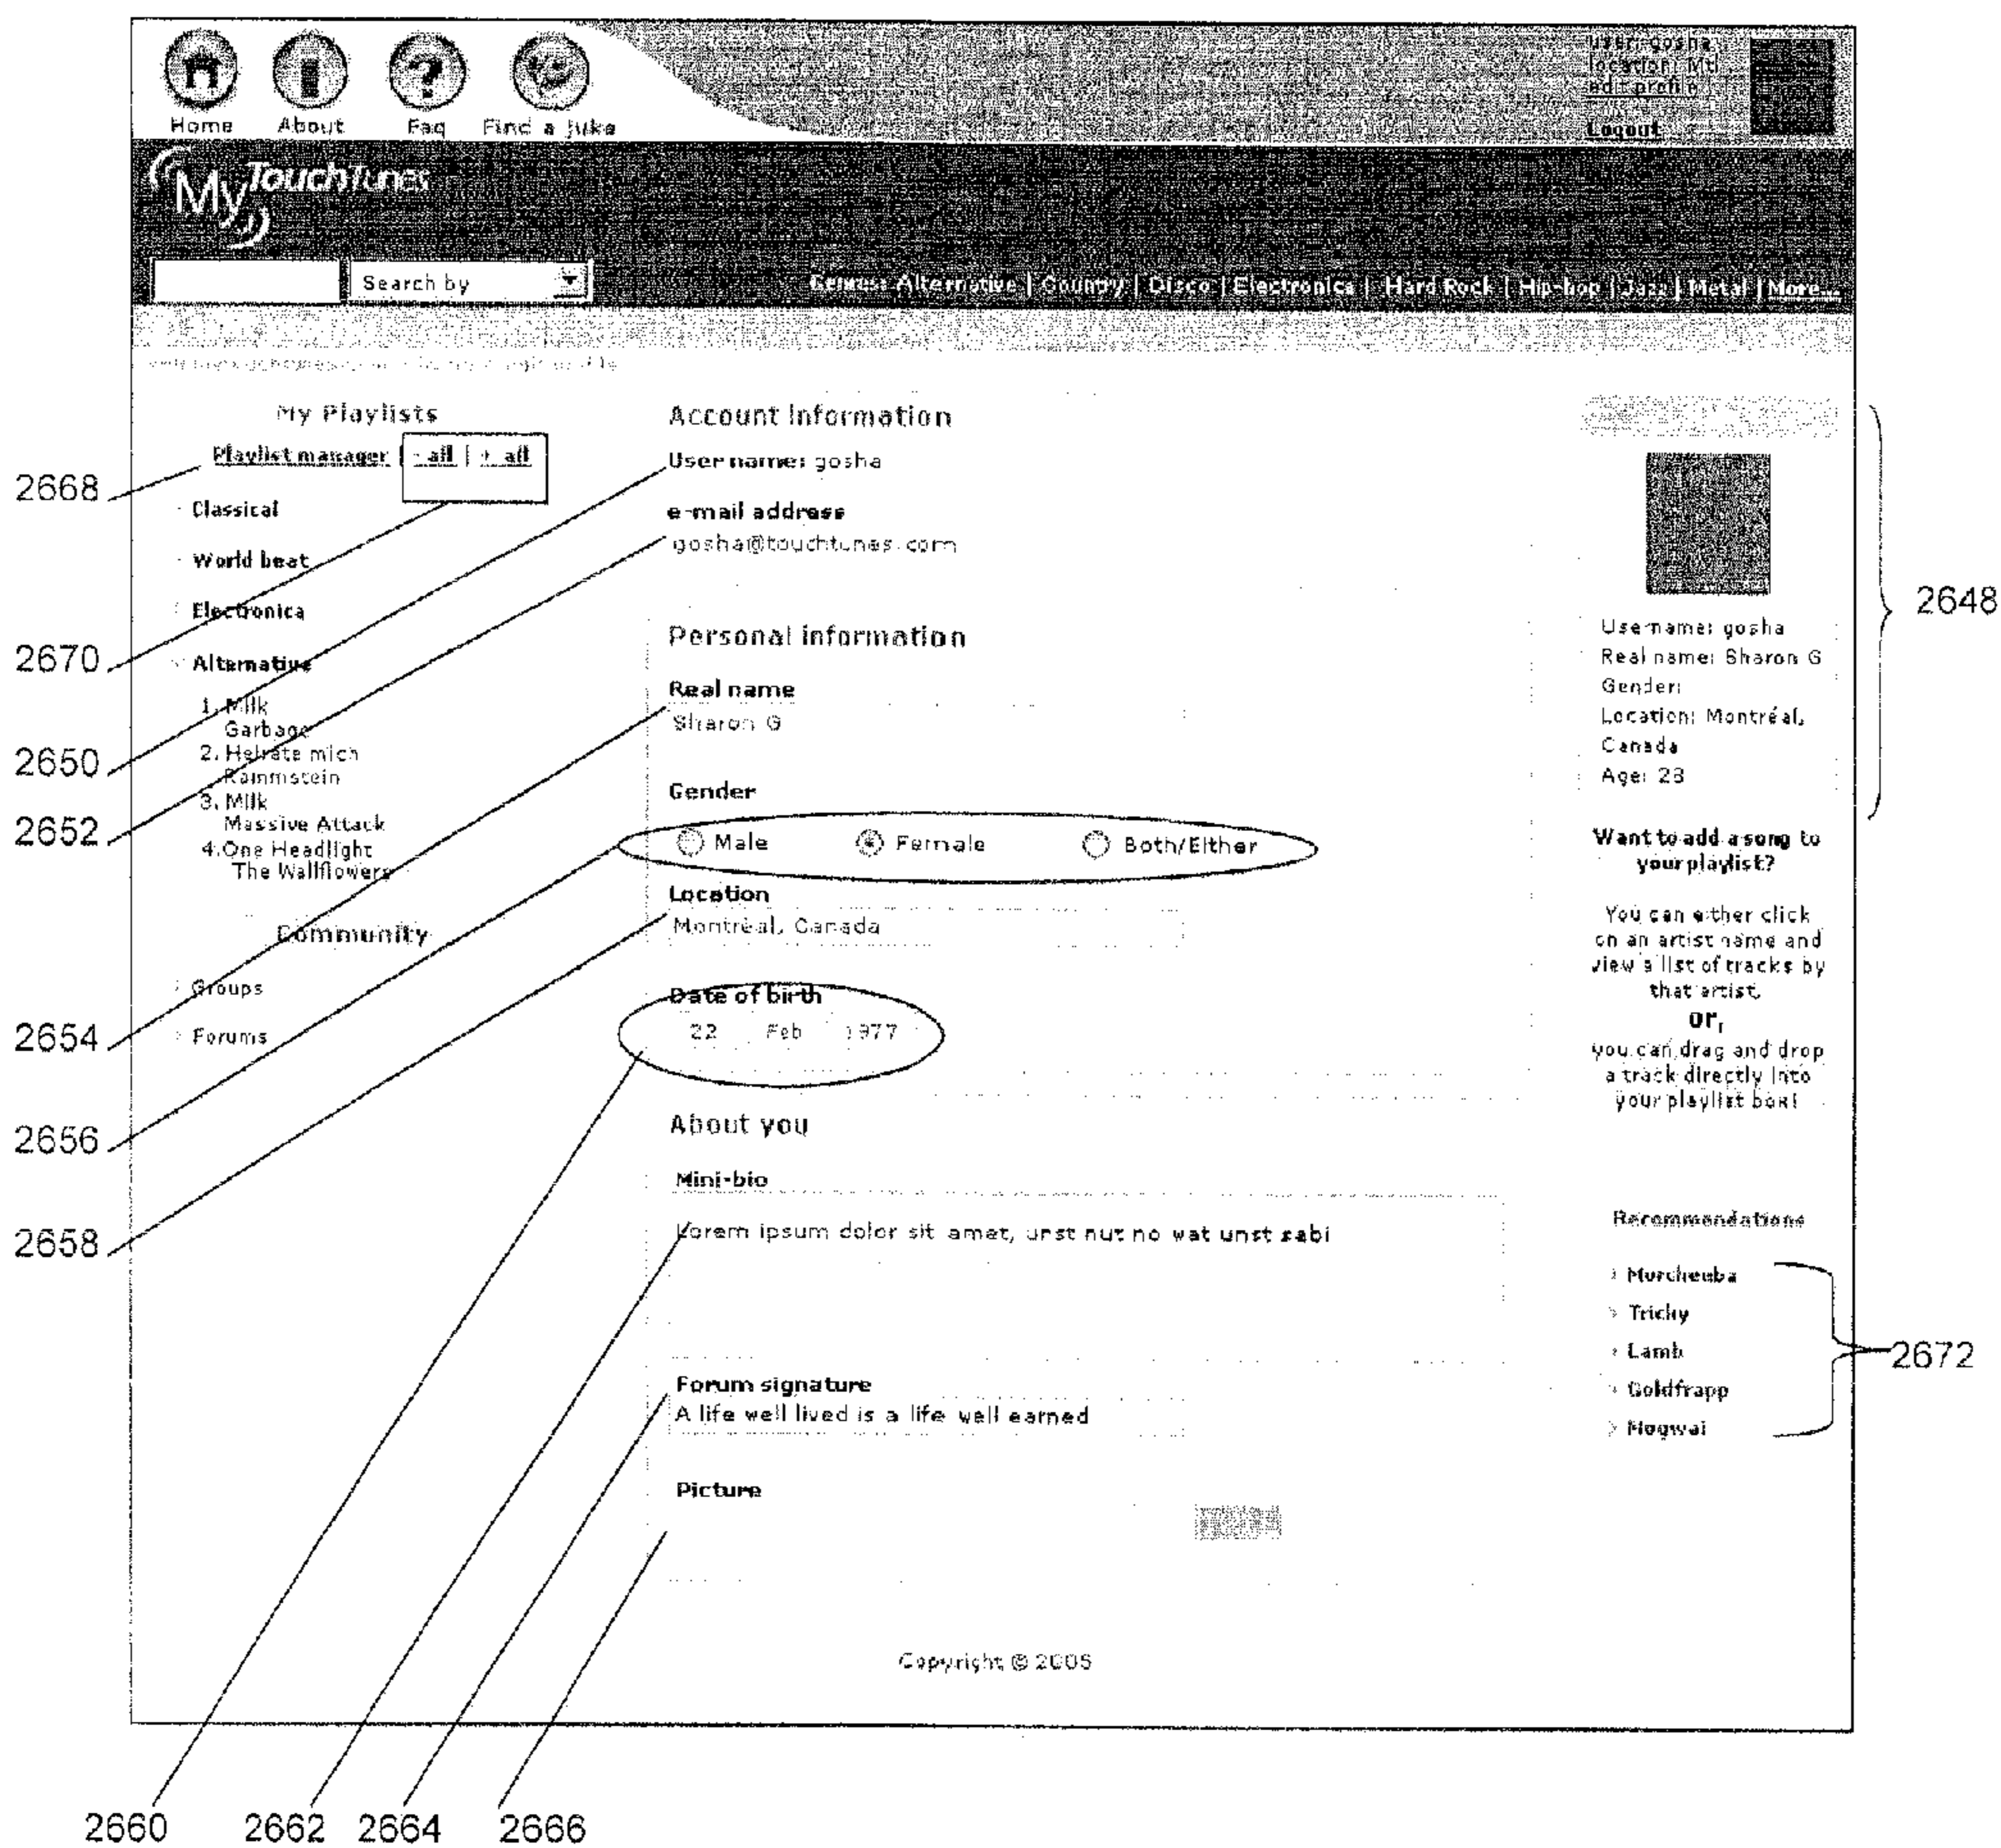 Home About Faq Find a Juke
user: gosha
location: Mtl
edit profile
Logout
My TouchTunes
Search by
Genres: Alternative | Country | Disco | Electronica | Hard Rock | Hip-hop | Jazz | Metal | More...
My Playlists
Playlist manager | - all | + all
Classical
World beat
Electronica
Alternative
1. Milk
Garbage
2. Heirate mich
Rammstein
3. Milk
Massive Attack
4. One Headlight
The Wallflowers
Community
Groups
Forums
Account Information
User name: gosha
e-mail address
gosha@touchtunes.com
Personal information
Real name
Sharon G
Gender
Male Female Both/Either
Location
Montréal, Canada
Date of birth
22 Feb 1977
About you
Mini-bio
Lorem ipsum dolor sit amet, unst nut no wat unst sabi
Forum signature
A life well lived is a life well earned
Picture
Username: gosha
Real name: Sharon G
Gender:
Location: Montréal,
Canada
Age: 28
Want to add a song to
your playlist?
You can either click
on an artist name and
view a list of tracks by
that artist,
or,
you can drag and drop
a track directly into
your playlist box!
Recommendations
Morcheeba
Tricky
Lamb
Goldfrapp
Mogwai
Copyright © 2005
2668
2670
2650
2652
2654
2656
2658
2648
2672
2660 2662 2664 2666